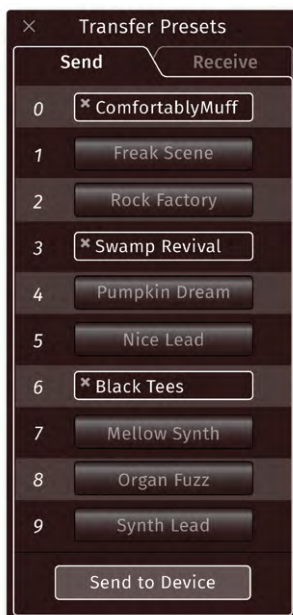 × Transfer Presets
Send Receive
0 × ComfortablyMuff
1 Freak Scene
2 Rock Factory
3 × Swamp Revival
4 Pumpkin Dream
5 Nice Lead
6 × Black Tees
7 Mellow Synth
8 Organ Fuzz
9 Synth Lead
Send to Device